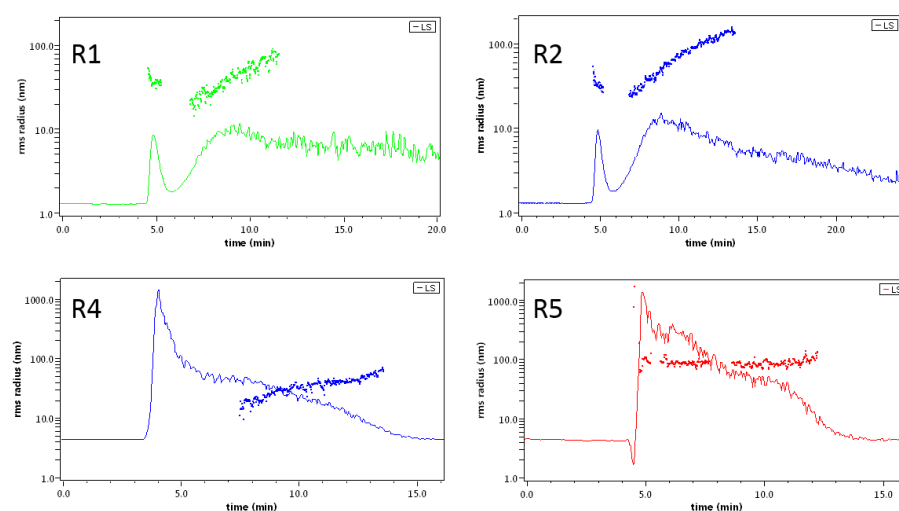 R1
— LS
rms radius (nm)
100.0
10.0
1.0
0.0 5.0 10.0 15.0 20.0
time (min)
R2
— LS
rms radius (nm)
100.0
10.0
1.0
0.0 5.0 10.0 15.0 20.0
time (min)
R4
— LS
rms radius (nm)
1000.0
100.0
10.0
1.0
0.0 5.0 10.0 15.0
time (min)
R5
— LS
rms radius (nm)
1000.0
100.0
10.0
1.0
0.0 5.0 10.0 15.0
time (min)